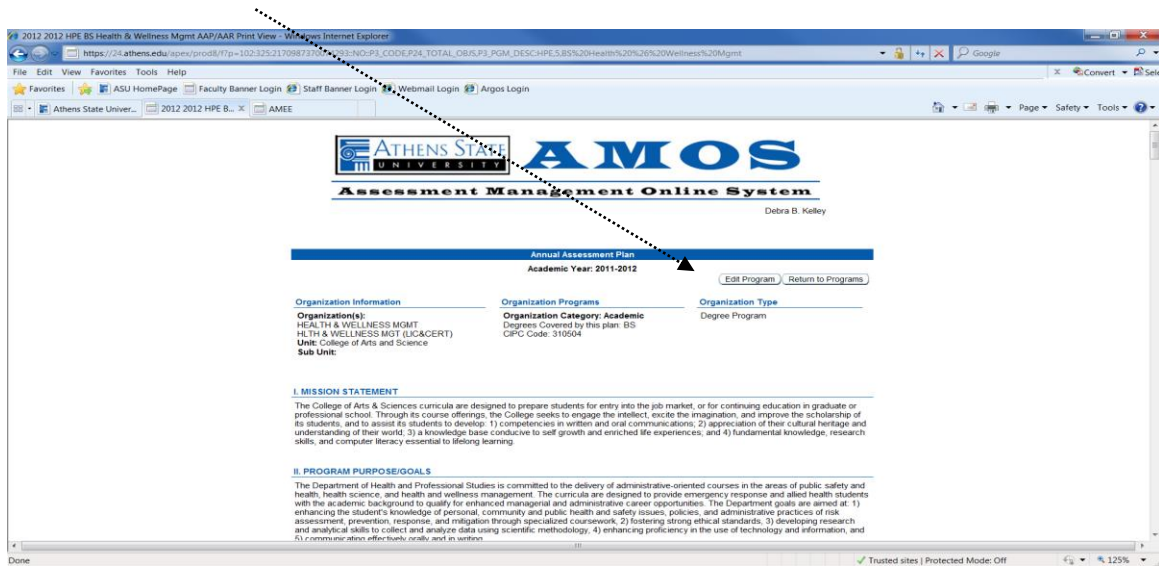 2012 2012 HPE BS Health & Wellness Mgmt AAP/AAR Print View - Windows Internet Explorer
Google
File Edit View Favorites Tools Help
Convert
Favorites ASU HomePage Faculty Banner Login Staff Banner Login Webmail Login Argos Login
Athens State Univer... 2012 2012 HPE B... AMEE
Page Safety Tools
ATHENS STATE UNIVERSITY
AMOS
Assessment Management Online System
Debra B. Kelley
Annual Assessment Plan
Academic Year: 2011-2012
Edit Program Return to Programs
Organization Information Organization Programs Organization Type
Organization(s): Organization Category: Academic Degree Program
HEALTH & WELLNESS MGMT Degrees Covered by this plan: BS
HLTH & WELLNESS MGT (LIC&CERT) CIPC Code: 310504
Unit: College of Arts and Science
Sub Unit:
I. MISSION STATEMENT
The College of Arts & Sciences curricula are designed to prepare students for entry into the job market, or for continuing education in graduate or
professional school. Through its course offerings, the College seeks to engage the intellect, excite the imagination, and improve the scholarship of
its students, and to assist its students to develop: 1) competencies in written and oral communications; 2) appreciation of their cultural heritage and
understanding of their world; 3) a knowledge base conducive to self growth and enriched life experiences; and 4) fundamental knowledge, research
skills, and computer literacy essential to lifelong learning.
II. PROGRAM PURPOSE/GOALS
The Department of Health and Professional Studies is committed to the delivery of administrative-oriented courses in the areas of public safety and
health, health science, and health and wellness management. The curricula are designed to provide emergency response and allied health students
with the academic background to qualify for enhanced managerial and administrative career opportunities. The Department goals are aimed at: 1)
enhancing the student's knowledge of personal, community and public health and safety issues, policies, and administrative practices of risk
assessment, prevention, response, and mitigation through specialized coursework, 2) fostering strong ethical standards, 3) developing research
and analytical skills to collect and analyze data using scientific methodology, 4) enhancing proficiency in the use of technology and information, and
5) communicating effectively orally and in writing.
Done Trusted sites | Protected Mode: Off 125%